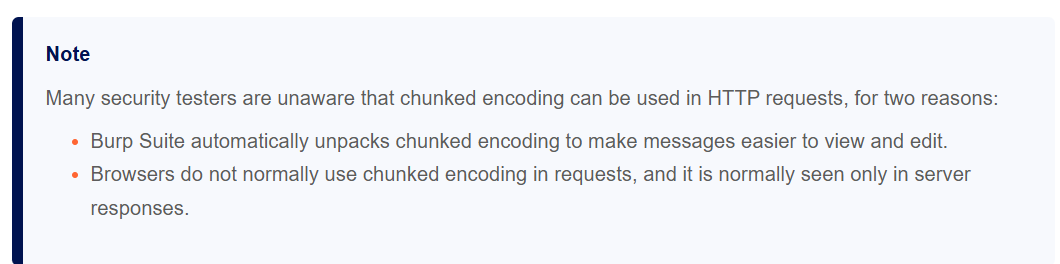 Note
Many security testers are unaware that chunked encoding can be used in HTTP requests, for two reasons:
Burp Suite automatically unpacks chunked encoding to make messages easier to view and edit.
Browsers do not normally use chunked encoding in requests, and it is normally seen only in server
responses.